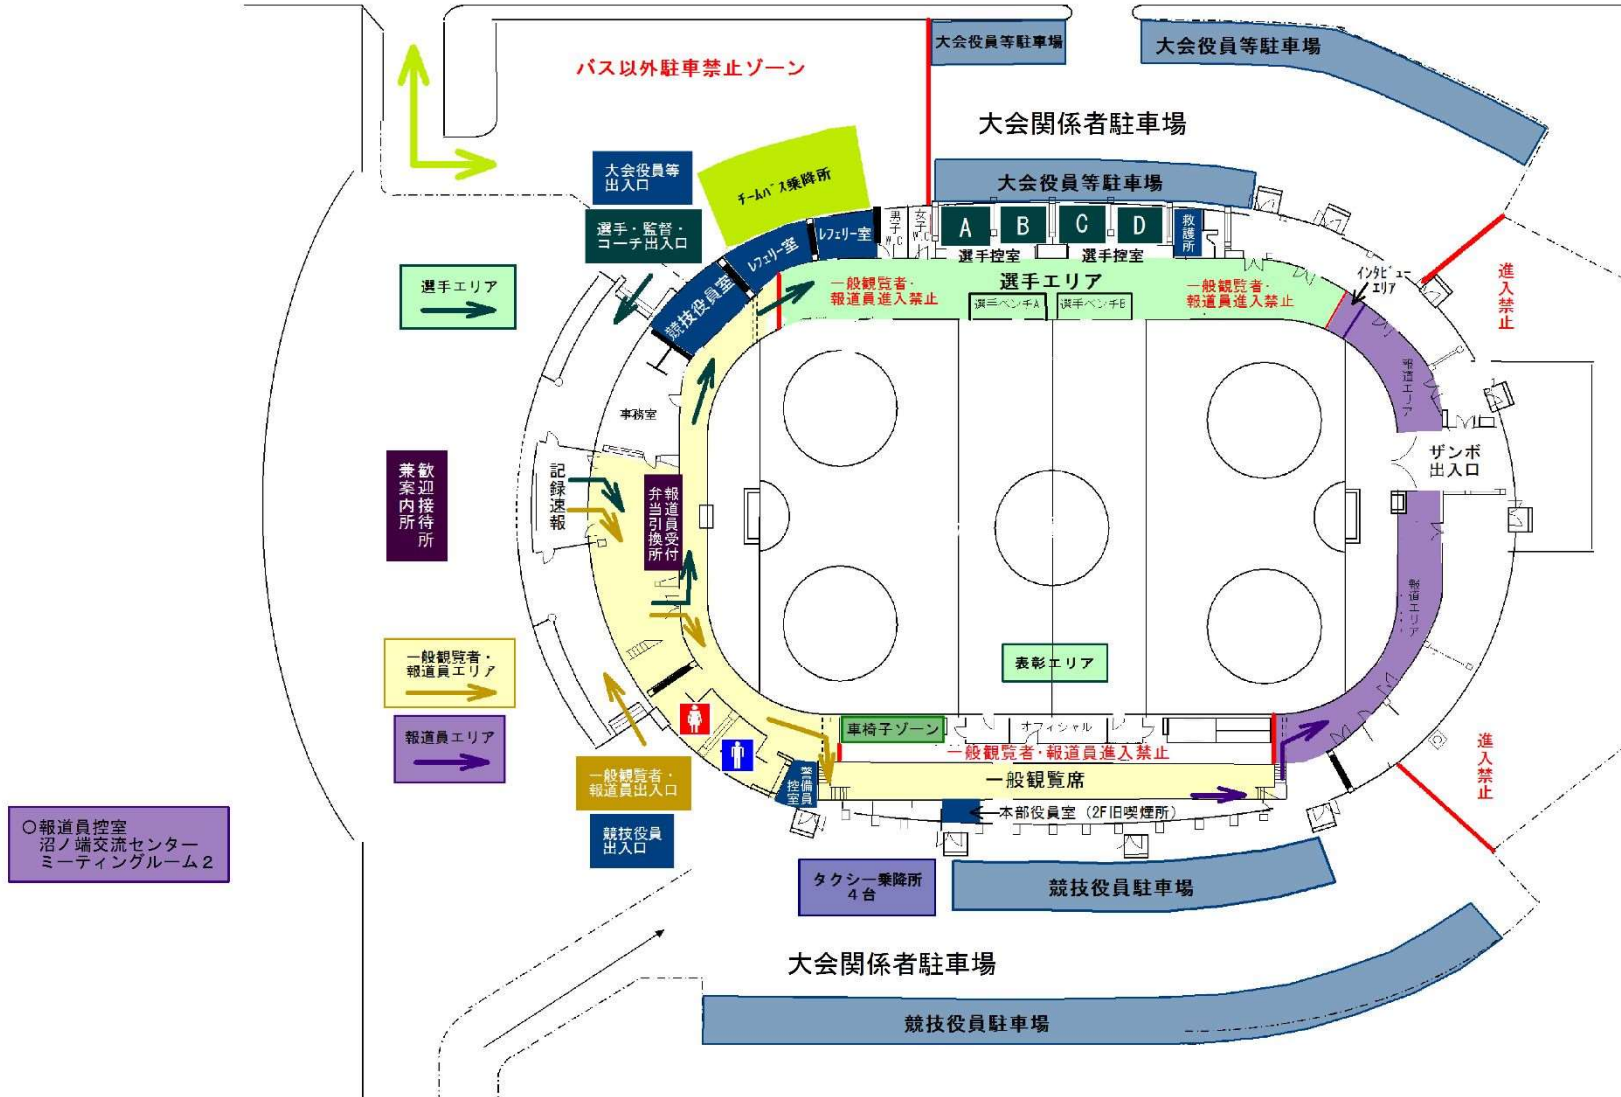 大会役員等駐車場
大会役員等駐車場
バス以外駐車禁止ゾーン
大会関係者駐車場
大会役員等
出入口
チームバス乗降所
大会役員等駐車場
選手・監督・
コーチ出入口
レフェリー室
レフェリー室
競技役員室
男子
W.C
女子
W.C
A
B
C
D
救護所
選手控室
選手控室
選手エリア
選手エリア
一般観覧者・
報道員進入禁止
一般観覧者・
報道員進入禁止
選手ベンチA
選手ベンチB
インタビュー
エリア
進入禁止
報道エリア
事務室
ザンボ
出入口
歓迎接待所
兼案内所
記録速報
報道員受付
弁当引換所
報道エリア
一般観覧者・
報道員エリア
表彰エリア
報道員エリア
車椅子ゾーン
オフィシャル
一般観覧者・報道員進入禁止
進入禁止
一般観覧者・
報道員出入口
警備員
控室
一般観覧席
本部役員室（2F旧喫煙所）
○報道員控室
沼ノ端交流センター
ミーティングルーム２
競技役員
出入口
タクシー乗降所
４台
競技役員駐車場
大会関係者駐車場
競技役員駐車場